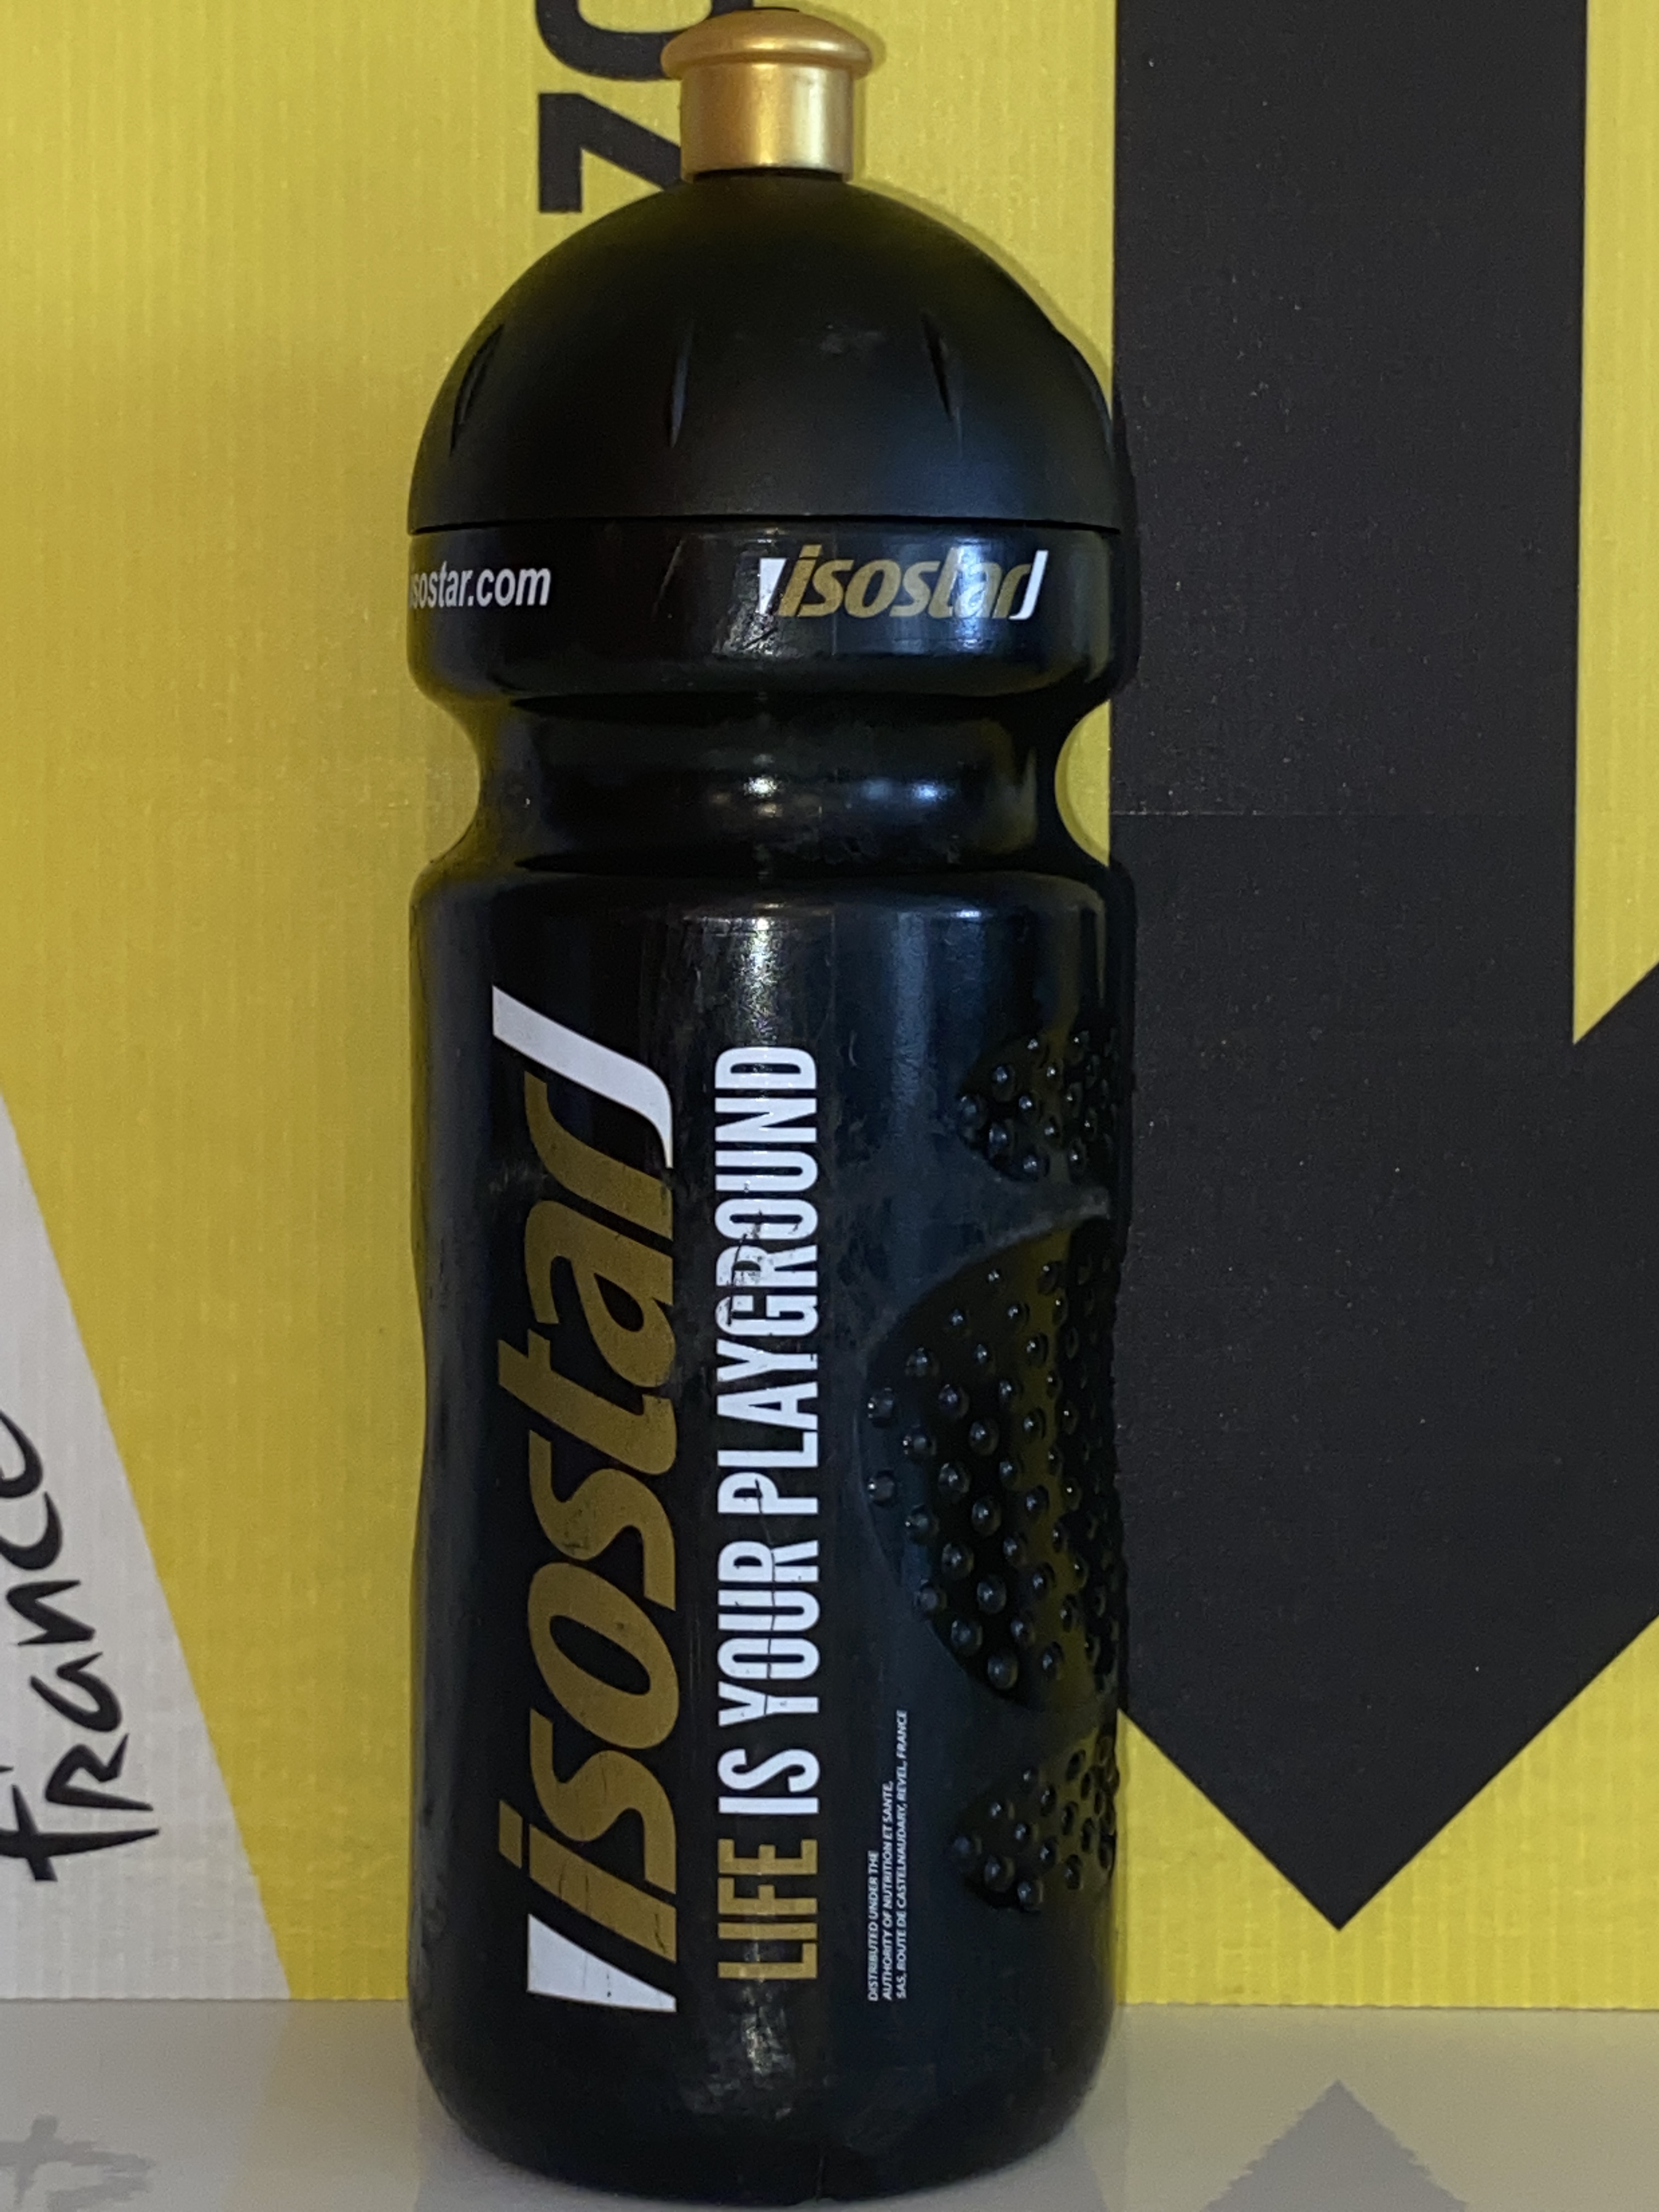 isostar.com
isostar
isostar
LIFE IS YOUR PLAYGROUND
DISTRIBUTED UNDER THE
AUTHORITY OF NUTRITION ET SANTE,
SAS, ROUTE DE CASTELNAUDARY, REVEL, FRANCE
France